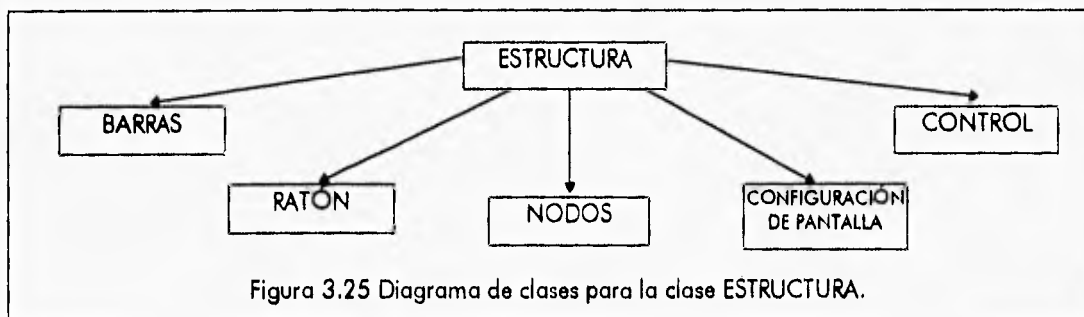 ESTRUCTURA
BARRAS
CONTROL
RATÓN
NODOS
CONFIGURACIÓN
DE PANTALLA
Figura 3.25 Diagrama de clases para la clase ESTRUCTURA.